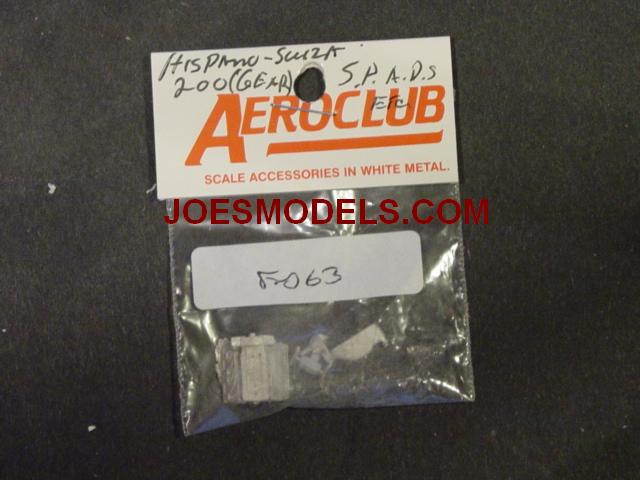 HISPANO-SUIZA
200(GEAR) S.P.A.D.S
ETC
AEROCLUB
SCALE ACCESSORIES IN WHITE METAL.
JOESMODELS.COM
E063